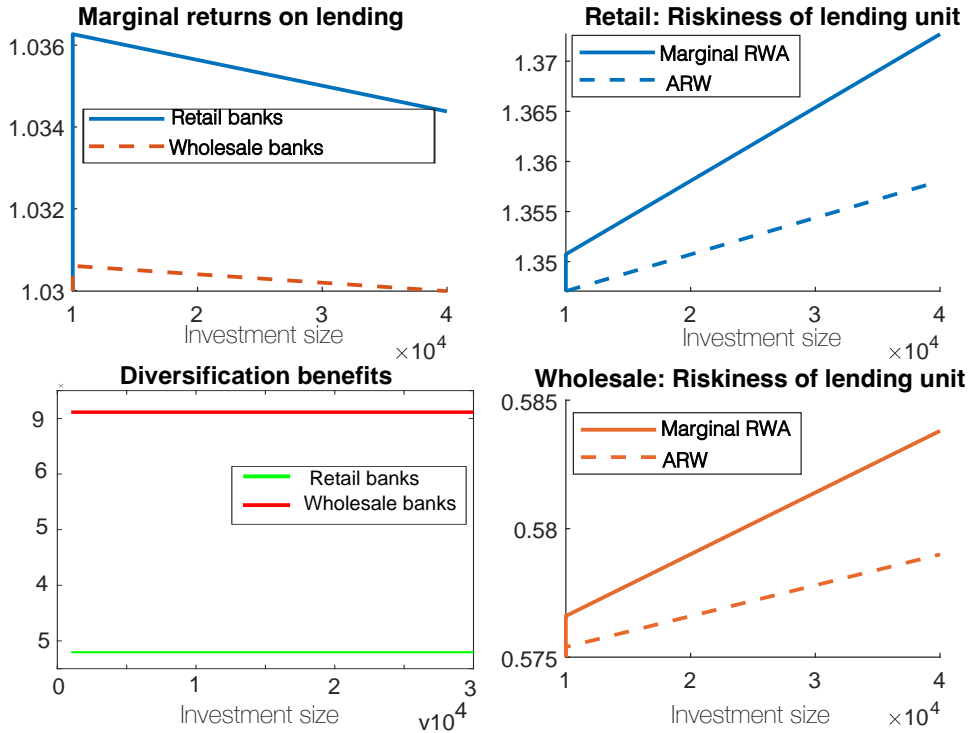 Marginal returns on lending
1.036
1.034
1.032
1.03
Retail banks
Wholesale banks
1 2 3 4
Investment size
×10^4
Retail: Riskiness of lending unit
1.37
1.365
1.36
1.355
1.35
Marginal RWA
ARW
1 2 3 4
Investment size
×10^4
Diversification benefits
×
9
6
5
4
5
Retail banks
Wholesale banks
0 1 2 3
Investment size
v10^4
Wholesale: Riskiness of lending unit
0.585
0.58
0.575
Marginal RWA
ARW
1 2 3 4
Investment size
×10^4